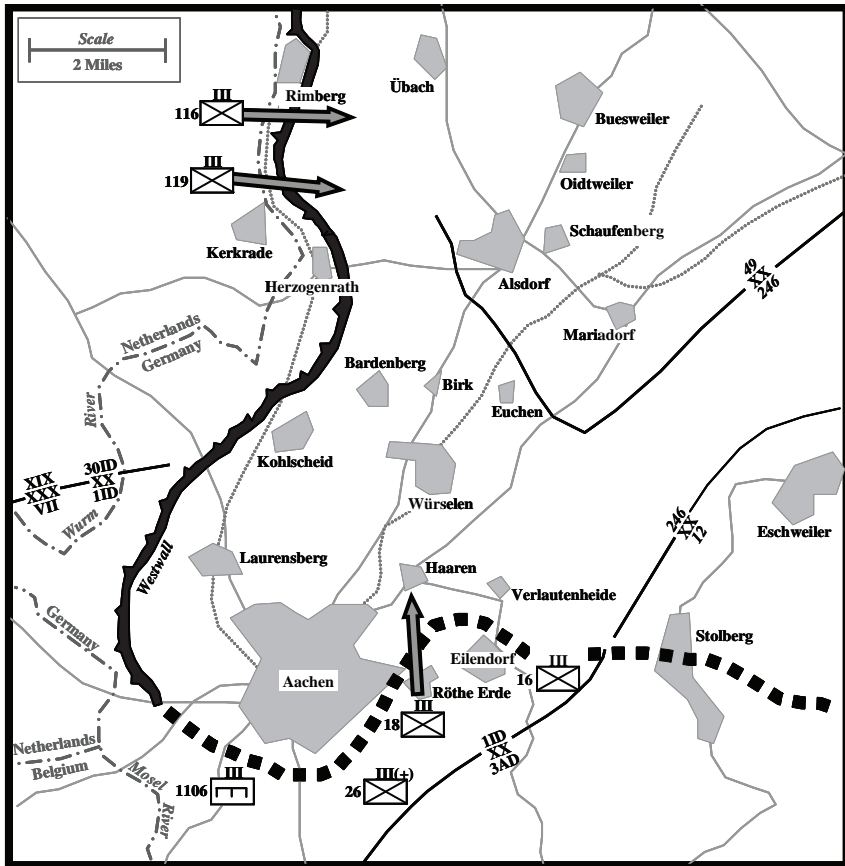 Scale
2 Miles
Übach
Rimberg
III
116
Buesweiler
III
119
Oidtweiler
Schaufenberg
Kerkrade
49
XX
246
Herzogenrath
Alsdorf
Netherlands
Germany
Mariadorf
Bardenberg
Birk
River
Euchen
Kohlscheid
XIX
XXX
VII
30ID
XX
1ID
Würselen
Wurm
246
XX
12
Eschweiler
Westwall
Laurensberg
Haaren
Verlautenheide
Germany
Stolberg
Eilendorf
III
16
Aachen
Röthe Erde
III
18
Netherlands
Belgium
1ID
XX
3AD
Mosel
River
III
1106
III(+)
26